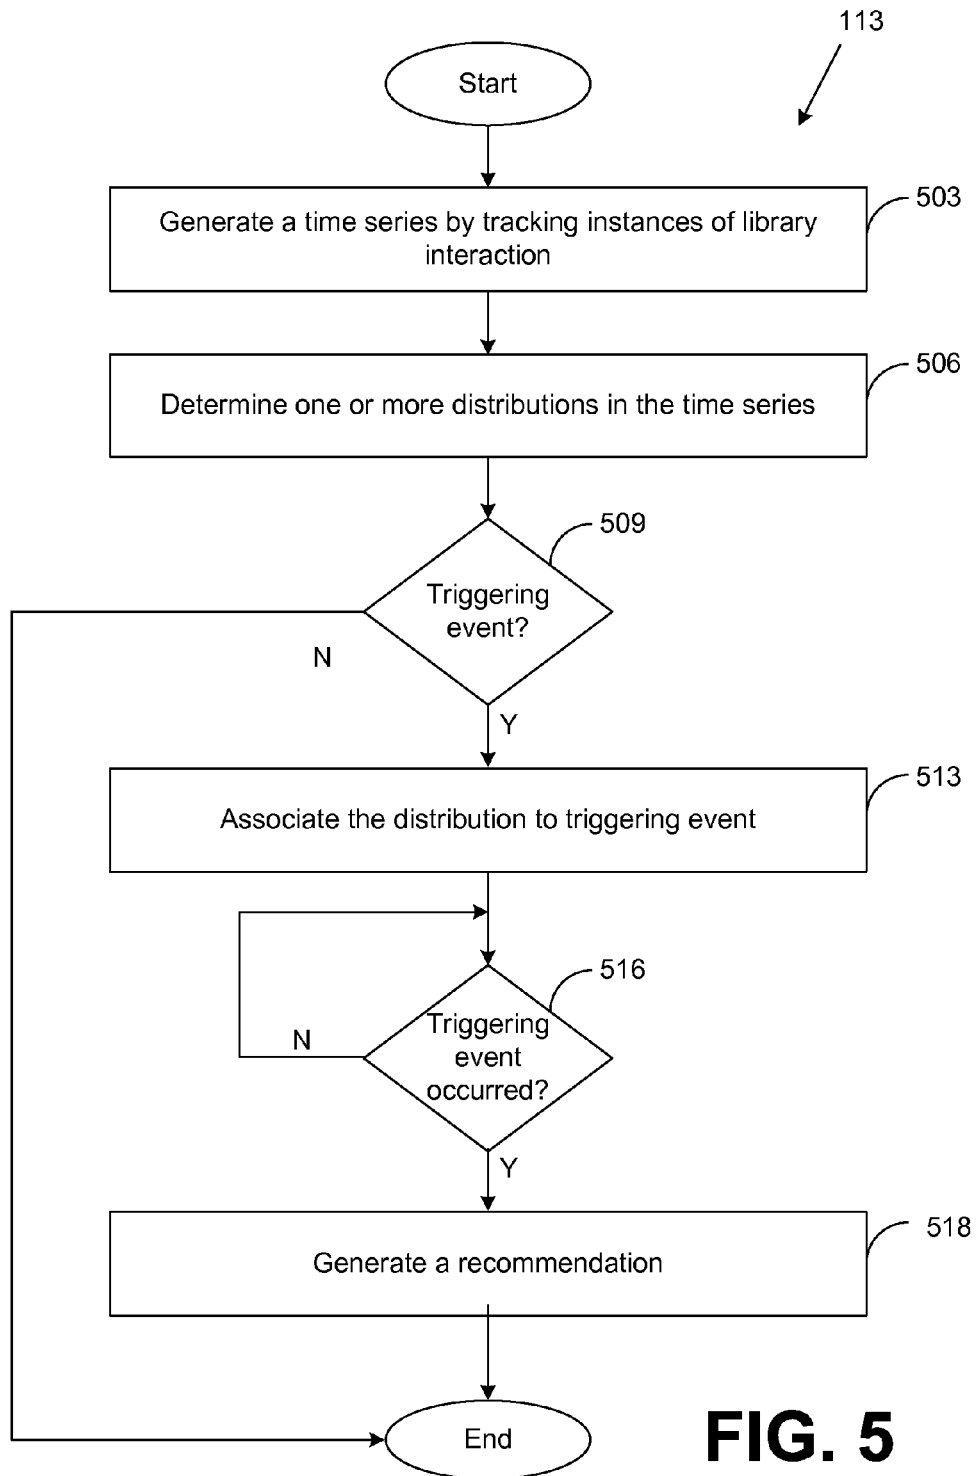 113
Start
503
Generate a time series by tracking instances of library
interaction
506
Determine one or more distributions in the time series
509
Triggering
event?
N
Y
513
Associate the distribution to triggering event
516
Triggering
event
occurred?
N
Y
518
Generate a recommendation
End
FIG. 5